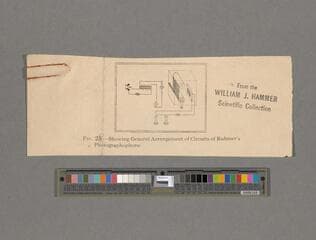 From the
WILLIAM J. HAMMER
Scientific Collection
Fig. 25—Showing General Arrangement of Circuits of Ruhmer's
Photographophone